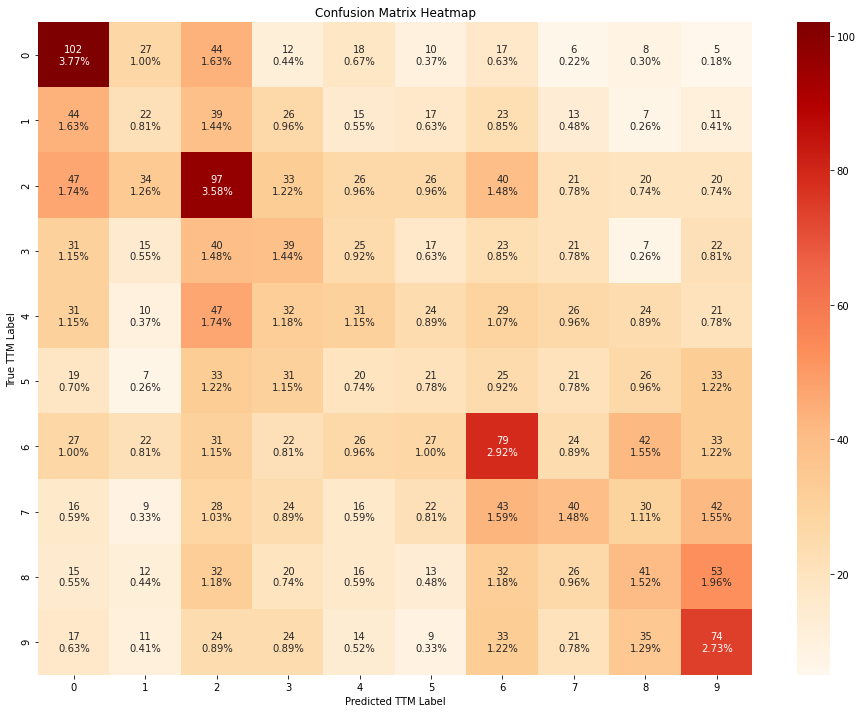 Confusion Matrix Heatmap
0
102 27 44 12 18 10 17 6 8 5
3.77% 1.00% 1.63% 0.44% 0.67% 0.37% 0.63% 0.22% 0.30% 0.18%
1
44 22 39 26 15 17 23 13 7 11
1.63% 0.81% 1.44% 0.96% 0.55% 0.63% 0.85% 0.48% 0.26% 0.41%
2
47 34 97 33 26 26 40 21 20 20
1.74% 1.26% 3.58% 1.22% 0.96% 0.96% 1.48% 0.78% 0.74% 0.74%
3
31 15 40 39 25 17 23 21 7 22
1.15% 0.55% 1.48% 1.44% 0.92% 0.63% 0.85% 0.78% 0.26% 0.81%
4
31 10 47 32 31 24 29 26 24 21
1.15% 0.37% 1.74% 1.18% 1.15% 0.89% 1.07% 0.96% 0.89% 0.78%
5
19 7 33 31 20 21 25 21 26 33
0.70% 0.26% 1.22% 1.15% 0.74% 0.78% 0.92% 0.78% 0.96% 1.22%
6
27 22 31 22 26 27 79 24 42 33
1.00% 0.81% 1.15% 0.81% 0.96% 1.00% 2.92% 0.89% 1.55% 1.22%
7
16 9 28 24 16 22 43 40 30 42
0.59% 0.33% 1.03% 0.89% 0.59% 0.81% 1.59% 1.48% 1.11% 1.55%
8
15 12 32 20 16 13 32 26 41 53
0.55% 0.44% 1.18% 0.74% 0.59% 0.48% 1.18% 0.96% 1.52% 1.96%
9
17 11 24 24 14 9 33 21 35 74
0.63% 0.41% 0.89% 0.89% 0.52% 0.33% 1.22% 0.78% 1.29% 2.73%
0 1 2 3 4 5 6 7 8 9
Predicted TTM Label
True TTM Label
100
80
60
40
20